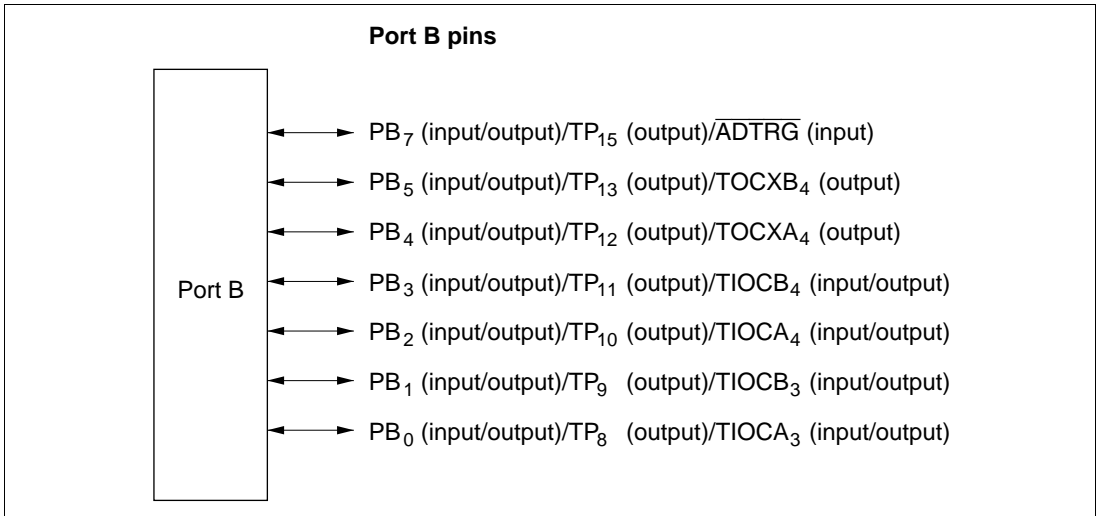 Port B pins
PB₇ (input/output)/TP₁₅ (output)/A̅D̅T̅R̅G̅ (input)
PB₅ (input/output)/TP₁₃ (output)/TOCXB₄ (output)
PB₄ (input/output)/TP₁₂ (output)/TOCXA₄ (output)
Port B
PB₃ (input/output)/TP₁₁ (output)/TIOCB₄ (input/output)
PB₂ (input/output)/TP₁₀ (output)/TIOCA₄ (input/output)
PB₁ (input/output)/TP₉ (output)/TIOCB₃ (input/output)
PB₀ (input/output)/TP₈ (output)/TIOCA₃ (input/output)